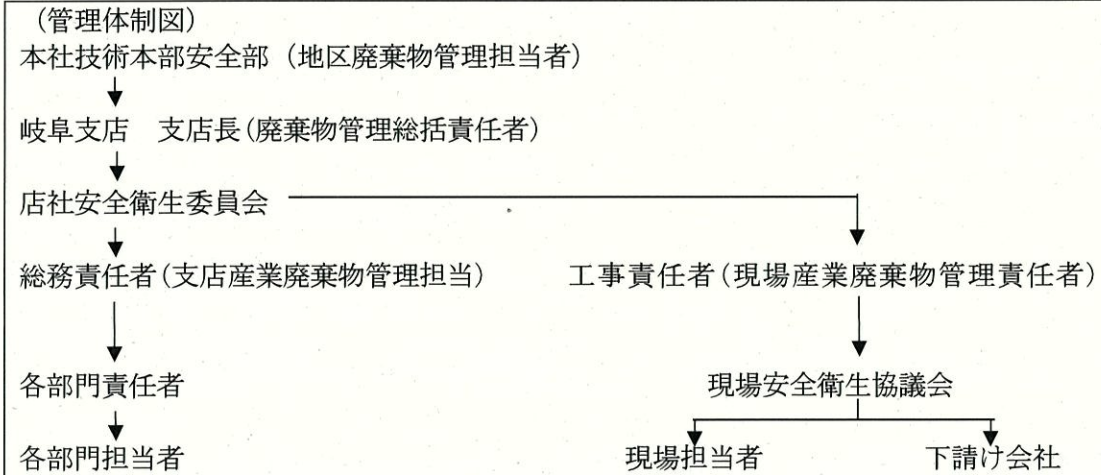 （管理体制図）
本社技術本部安全部（地区廃棄物管理担当者）
岐阜支店　支店長（廃棄物管理総括責任者）
店社安全衛生委員会
総務責任者（支店産業廃棄物管理担当）　工事責任者（現場産業廃棄物管理責任者）
各部門責任者　現場安全衛生協議会
各部門担当者　現場担当者　下請け会社